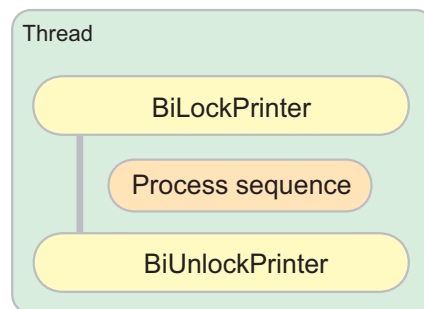 Thread
BiLockPrinter
Process sequence
BiUnlockPrinter